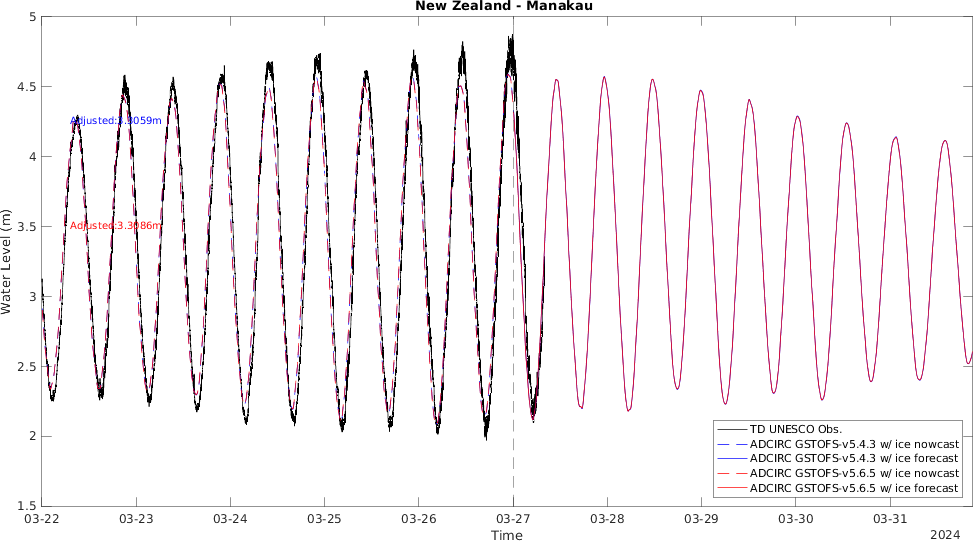 New Zealand - Manakau
5
4.5
4
3.5
3
2.5
2
1.5
Water Level (m)
Adjusted:3.3059m
Adjusted:3.3086m
TD UNESCO Obs.
ADCIRC GSTOFS-v5.4.3 w/ ice nowcast
ADCIRC GSTOFS-v5.4.3 w/ ice forecast
ADCIRC GSTOFS-v5.6.5 w/ ice nowcast
ADCIRC GSTOFS-v5.6.5 w/ ice forecast
03-22 03-23 03-24 03-25 03-26 03-27 03-28 03-29 03-30 03-31
Time
2024